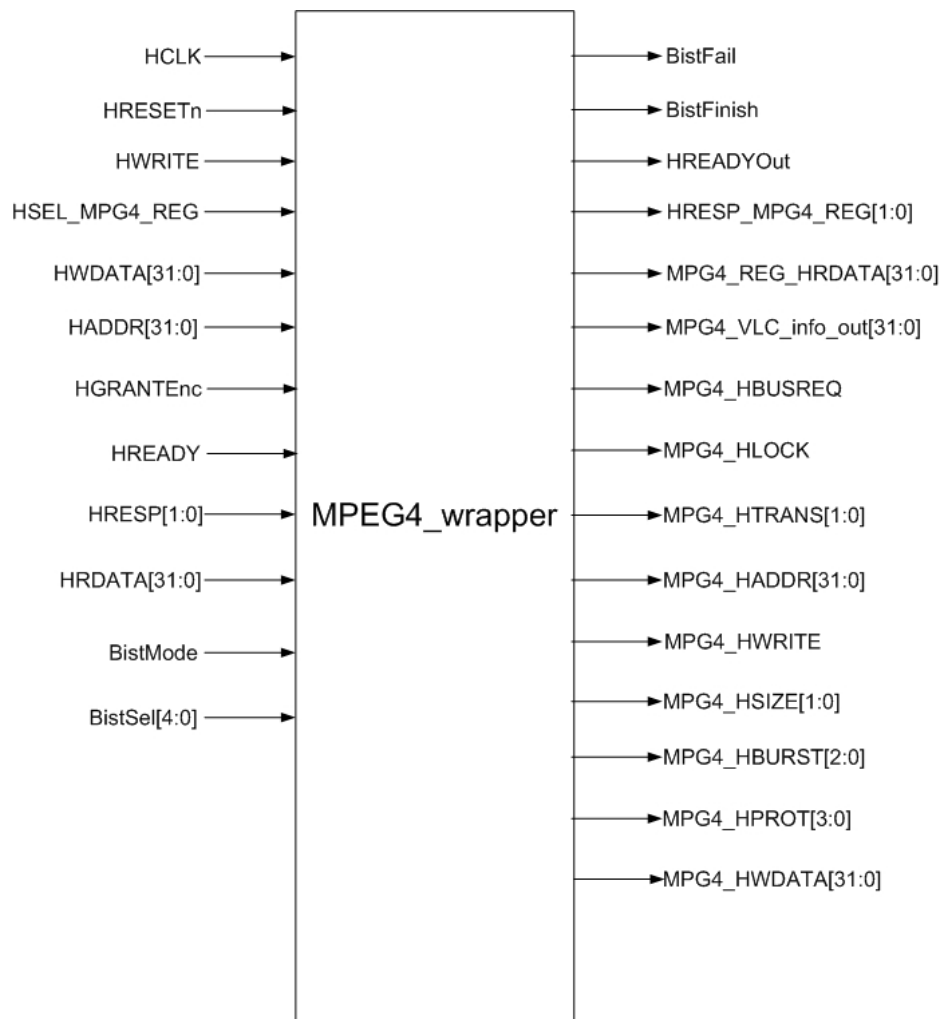 HCLK
HRESETn
HWRITE
HSEL_MPG4_REG
HWDATA[31:0]
HADDR[31:0]
HGRANTEnc
HREADY
HRESP[1:0]
HRDATA[31:0]
BistMode
BistSel[4:0]
MPEG4_wrapper
BistFail
BistFinish
HREADYOut
HRESP_MPG4_REG[1:0]
MPG4_REG_HRDATA[31:0]
MPG4_VLC_info_out[31:0]
MPG4_HBUSREQ
MPG4_HLOCK
MPG4_HTRANS[1:0]
MPG4_HADDR[31:0]
MPG4_HWRITE
MPG4_HSIZE[1:0]
MPG4_HBURST[2:0]
MPG4_HPROT[3:0]
MPG4_HWDATA[31:0]